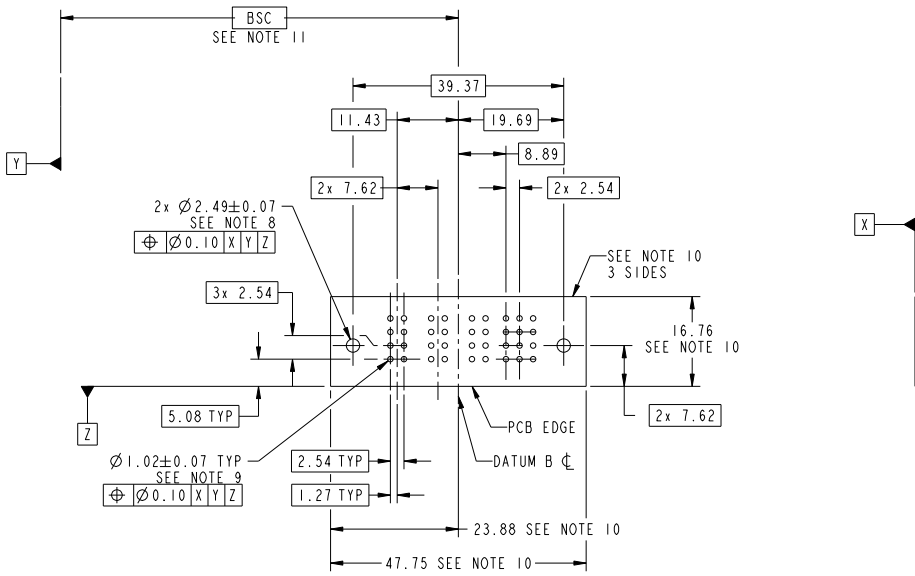 BSC
SEE NOTE 11
39.37
11.43
19.69
8.89
Y
2x 7.62
2x 2.54
2x Ø2.49±0.07
SEE NOTE 8
⌖ Ø0.10 X Y Z
X
SEE NOTE 10
3 SIDES
3x 2.54
16.76
SEE NOTE 10
5.08 TYP
2x 7.62
Z
PCB EDGE
Ø1.02±0.07 TYP
SEE NOTE 9
⌖ Ø0.10 X Y Z
2.54 TYP
DATUM B ℄
1.27 TYP
23.88 SEE NOTE 10
47.75 SEE NOTE 10